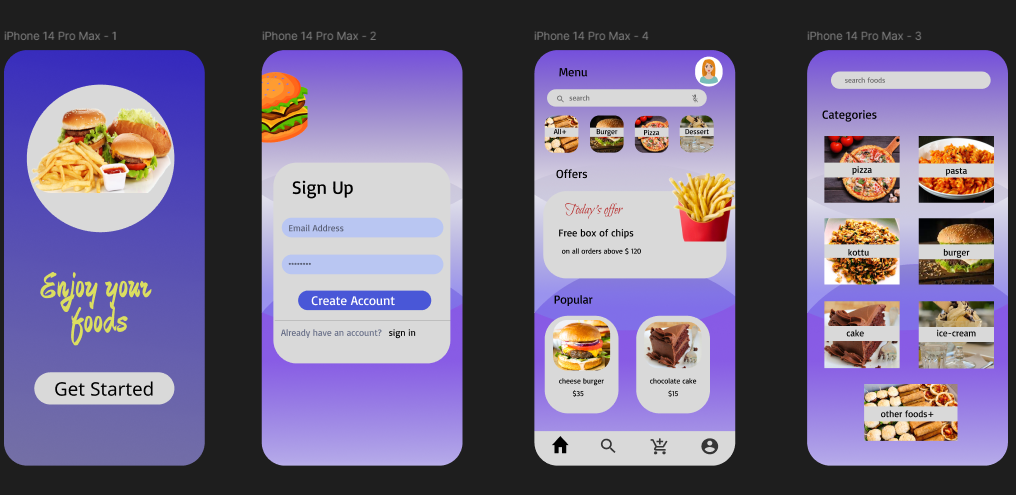 iPhone 14 Pro Max - 1
Enjoy your
foods
Get Started
iPhone 14 Pro Max - 2
Sign Up
Email Address
********
Create Account
Already have an account? sign in
iPhone 14 Pro Max - 4
Menu
search
All+ Burger Pizza Dessert
Offers
Today's offer
Free box of chips
on all orders above $ 120
Popular
cheese burger
$35
chocolate cake
$15
iPhone 14 Pro Max - 3
search foods
Categories
pizza pasta
kottu burger
cake ice-cream
other foods+